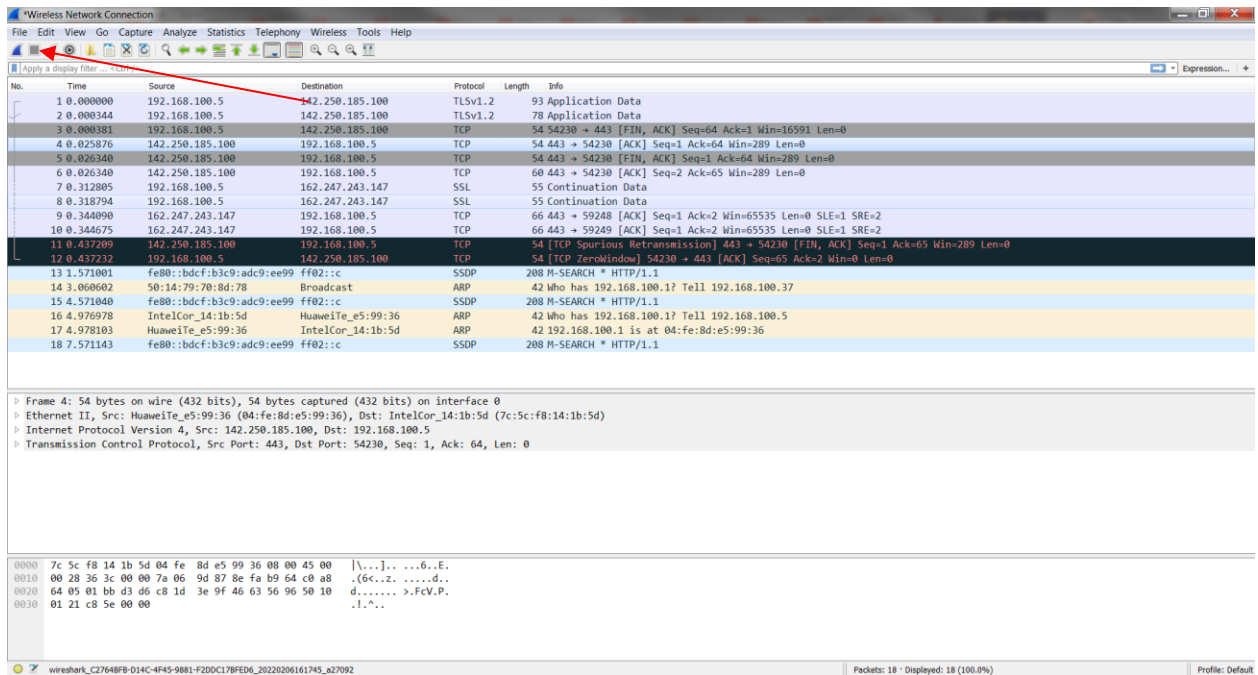 *Wireless Network Connection
File Edit View Go Capture Analyze Statistics Telephony Wireless Tools Help
Apply a display filter ... <Ctrl-/>
Expression... +
No. Time Source Destination Protocol Length Info
1 0.000000 192.168.100.5 142.250.185.100 TLSv1.2 93 Application Data
2 0.000344 192.168.100.5 142.250.185.100 TLSv1.2 78 Application Data
3 0.000381 192.168.100.5 142.250.185.100 TCP 54 54230 → 443 [FIN, ACK] Seq=64 Ack=1 Win=16591 Len=0
4 0.025876 142.250.185.100 192.168.100.5 TCP 54 443 → 54230 [ACK] Seq=1 Ack=64 Win=289 Len=0
5 0.026340 142.250.185.100 192.168.100.5 TCP 54 443 → 54230 [FIN, ACK] Seq=1 Ack=64 Win=289 Len=0
6 0.026340 142.250.185.100 192.168.100.5 TCP 60 443 → 54230 [ACK] Seq=2 Ack=65 Win=289 Len=0
7 0.312805 192.168.100.5 162.247.243.147 SSL 55 Continuation Data
8 0.318794 192.168.100.5 162.247.243.147 SSL 55 Continuation Data
9 0.344090 162.247.243.147 192.168.100.5 TCP 66 443 → 59248 [ACK] Seq=1 Ack=2 Win=65535 Len=0 SLE=1 SRE=2
10 0.344675 162.247.243.147 192.168.100.5 TCP 66 443 → 59249 [ACK] Seq=1 Ack=2 Win=65535 Len=0 SLE=1 SRE=2
11 0.437209 142.250.185.100 192.168.100.5 TCP 54 [TCP Spurious Retransmission] 443 → 54230 [FIN, ACK] Seq=1 Ack=65 Win=289 Len=0
12 0.437232 192.168.100.5 142.250.185.100 TCP 54 [TCP ZeroWindow] 54230 → 443 [ACK] Seq=65 Ack=2 Win=0 Len=0
13 1.571001 fe80::bdcf:b3c9:adc9:ee99 ff02::c SSDP 208 M-SEARCH * HTTP/1.1
14 3.060602 50:14:79:70:8d:78 Broadcast ARP 42 Who has 192.168.100.1? Tell 192.168.100.37
15 4.571040 fe80::bdcf:b3c9:adc9:ee99 ff02::c SSDP 208 M-SEARCH * HTTP/1.1
16 4.976978 IntelCor_14:1b:5d HuaweiTe_e5:99:36 ARP 42 Who has 192.168.100.1? Tell 192.168.100.5
17 4.978103 HuaweiTe_e5:99:36 IntelCor_14:1b:5d ARP 42 192.168.100.1 is at 04:fe:8d:e5:99:36
18 7.571143 fe80::bdcf:b3c9:adc9:ee99 ff02::c SSDP 208 M-SEARCH * HTTP/1.1
Frame 4: 54 bytes on wire (432 bits), 54 bytes captured (432 bits) on interface 0
Ethernet II, Src: HuaweiTe_e5:99:36 (04:fe:8d:e5:99:36), Dst: IntelCor_14:1b:5d (7c:5c:f8:14:1b:5d)
Internet Protocol Version 4, Src: 142.250.185.100, Dst: 192.168.100.5
Transmission Control Protocol, Src Port: 443, Dst Port: 54230, Seq: 1, Ack: 64, Len: 0
0000 7c 5c f8 14 1b 5d 04 fe 8d e5 99 36 08 00 45 00 |\...].. ...6..E.
0010 00 28 36 3c 00 00 7a 06 9d 87 8e fa b9 64 c0 a8 .(6<..z. .....d..
0020 64 05 01 bb d3 d6 c8 1d 3e 9f 46 63 56 96 50 10 d....... >.FcV.P.
0030 01 21 c8 5e 00 00 .!.^..
wireshark_C2764BFB-D14C-4F45-9881-F2DDC17BFED6_20220206161745_a27092
Packets: 18 · Displayed: 18 (100.0%)
Profile: Default